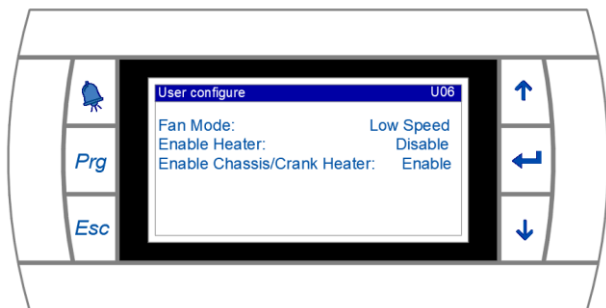 User configure U06
Fan Mode: Low Speed
Enable Heater: Disable
Enable Chassis/Crank Heater: Enable
Prg
Esc